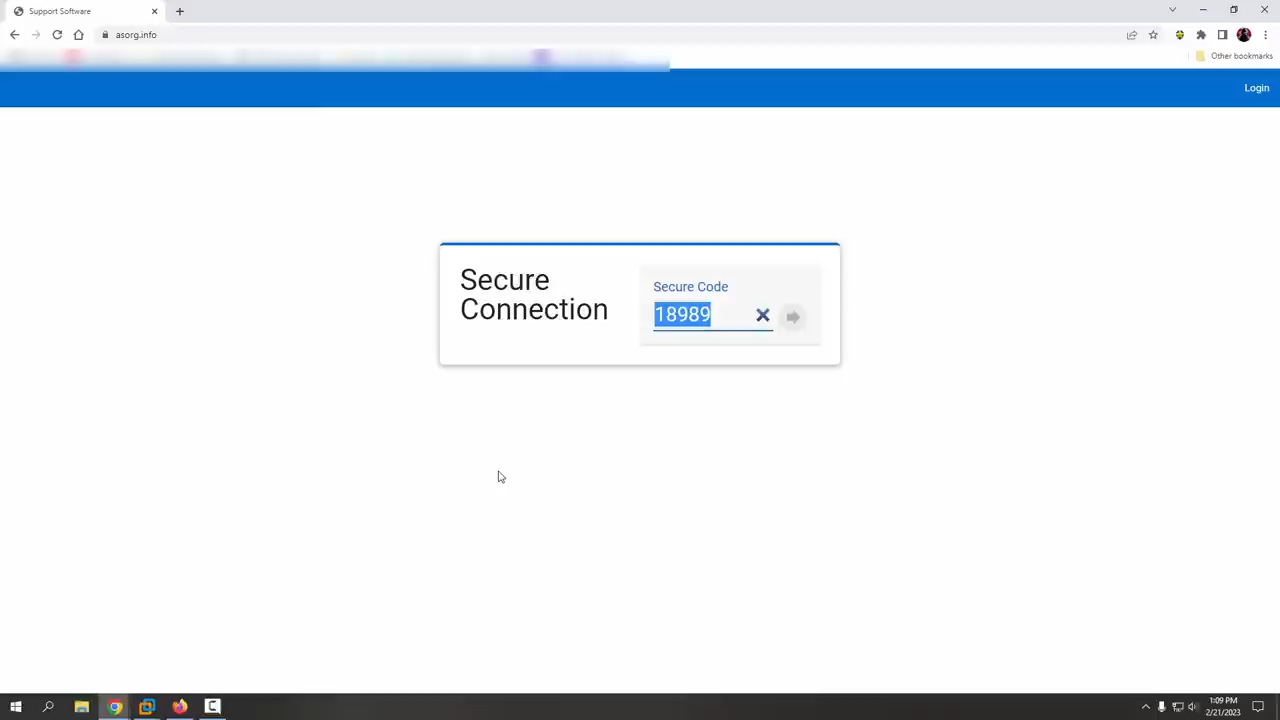 Support Software
asorg.info
Other bookmarks
Login
Secure
Connection
Secure Code
18989
1:09 PM
2/21/2023